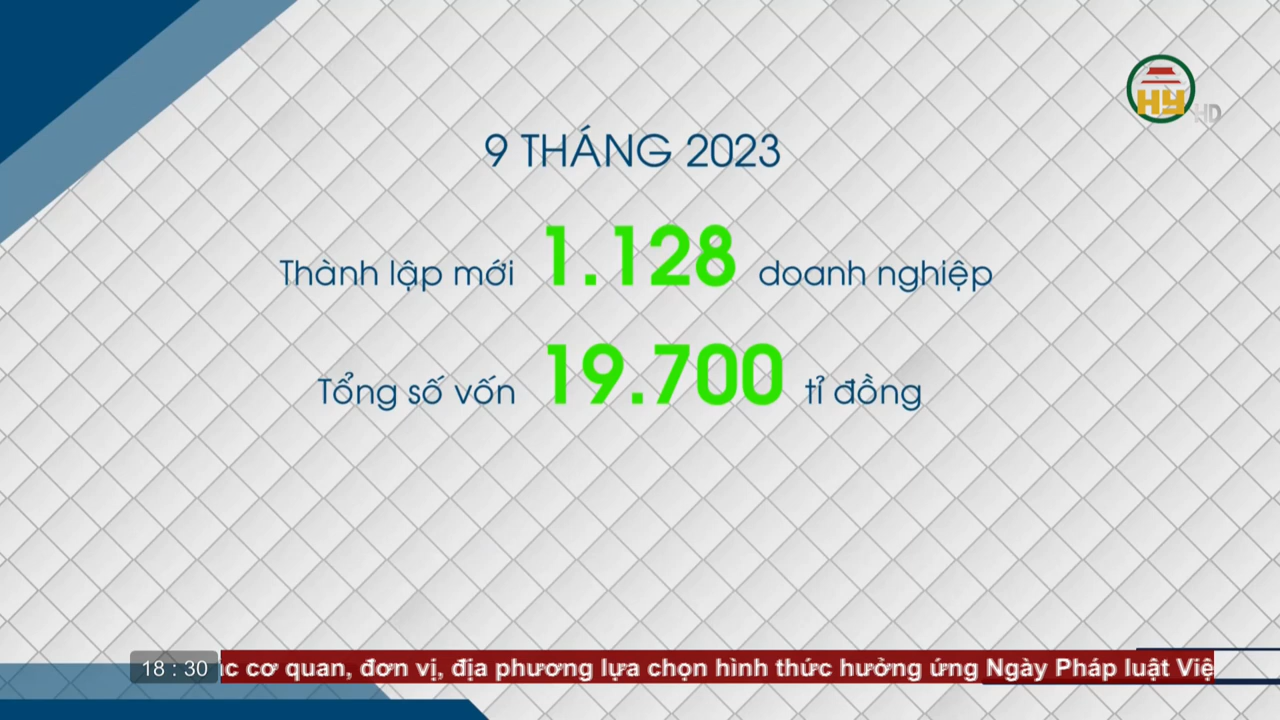 HY HD
9 THÁNG 2023
Thành lập mới 1.128 doanh nghiệp
Tổng số vốn 19.700 tỉ đồng
18 : 30 cơ quan, đơn vị, địa phương lựa chọn hình thức hưởng ứng Ngày Pháp luật